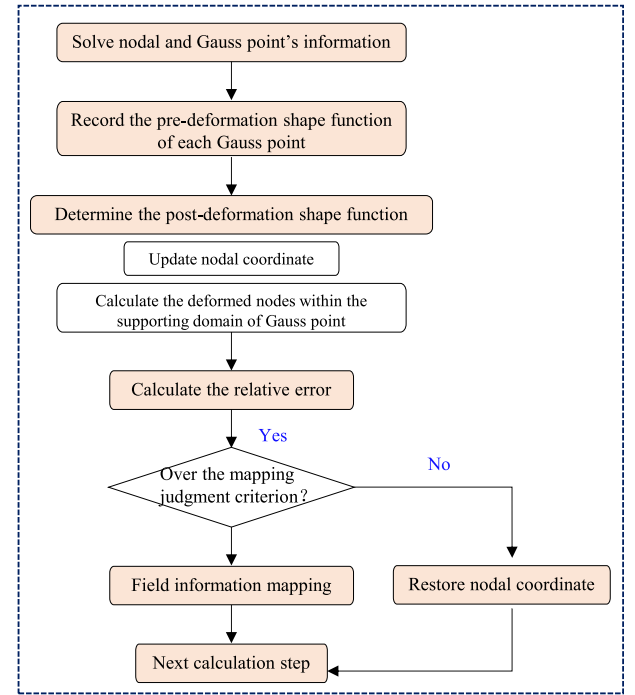 Solve nodal and Gauss point's information
Record the pre-deformation shape function
of each Gauss point
Determine the post-deformation shape function
Update nodal coordinate
Calculate the deformed nodes within the
supporting domain of Gauss point
Calculate the relative error
Yes
Over the mapping
judgment criterion？
No
Field information mapping
Restore nodal coordinate
Next calculation step